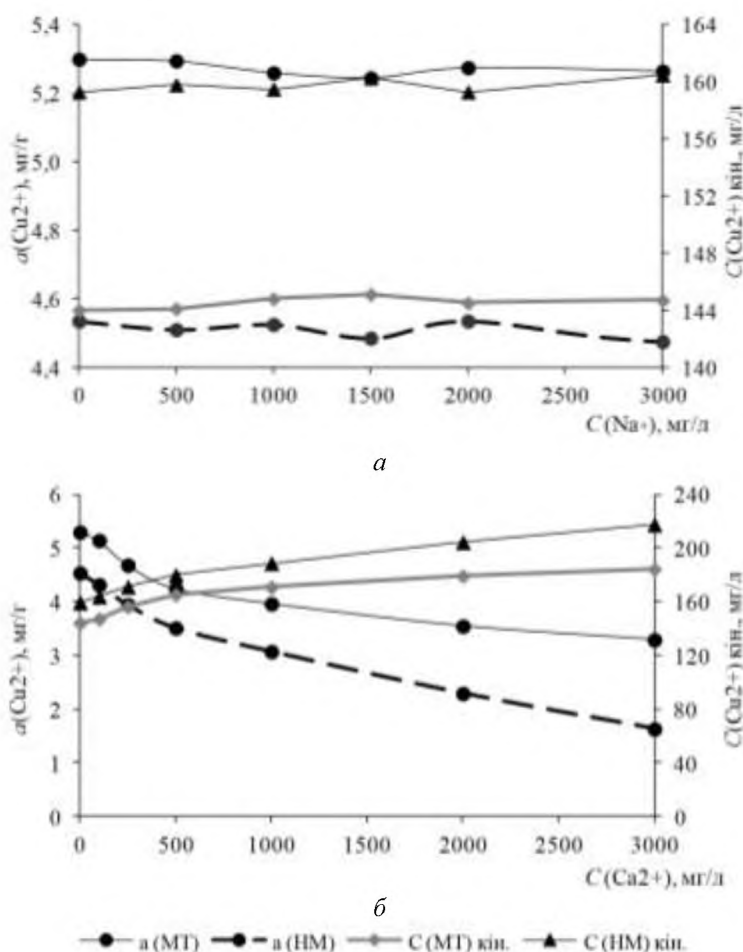 5,4
5,2
5,0
4,8
4,6
4,4
a(Cu2+), мг/г
164
160
156
152
148
144
140
C(Cu2+) кін., мг/л
0 500 1000 1500 2000 2500 3000
C(Na+), мг/л
а
6
5
4
3
2
1
0
a(Cu2+), мг/г
240
200
160
120
80
40
0
C(Cu2+) кін., мг/л
0 500 1000 1500 2000 2500 3000
C(Ca2+), мг/л
б
a (МТ) a (НМ) C (МТ) кін. C (НМ) кін.